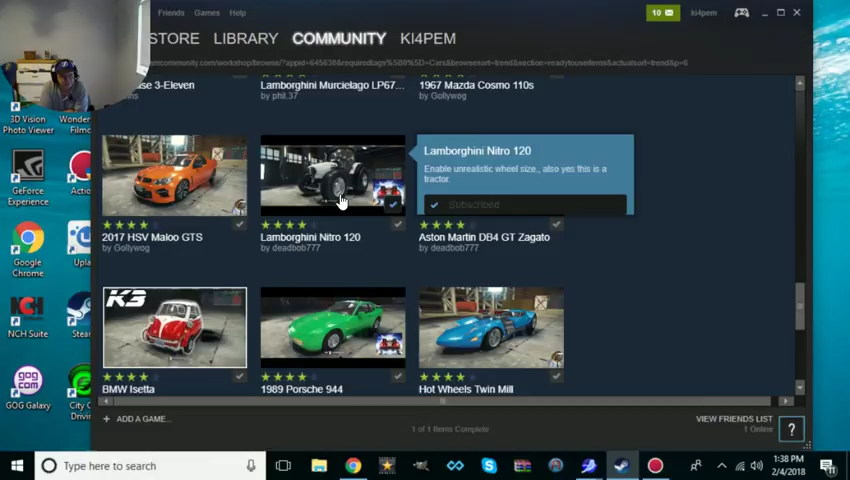 Friends Games Help
10 ki4pem
STORE LIBRARY COMMUNITY KI4PEM
Lamborghini Murcielago LP67...
by phil.37
1967 Mazda Cosmo 110s
by Gollywog
3D Vision
Photo Viewer
GeForce
Experience
Google
Chrome
NCH Suite
GOG Galaxy
2017 HSV Maloo GTS
by Gollywog
Lamborghini Nitro 120
by deadbob777
Lamborghini Nitro 120
Enable unrealistic wheel size,, also yes this is a
tractor.
Subscribed
Aston Martin DB4 GT Zagato
by deadbob777
K3
BMW Isetta
1989 Porsche 944
Hot Wheels Twin Mill
ADD A GAME...
1 of 1 Items Complete
VIEW FRIENDS LIST
1 Online
?
Type here to search
1:38 PM
2/4/2018